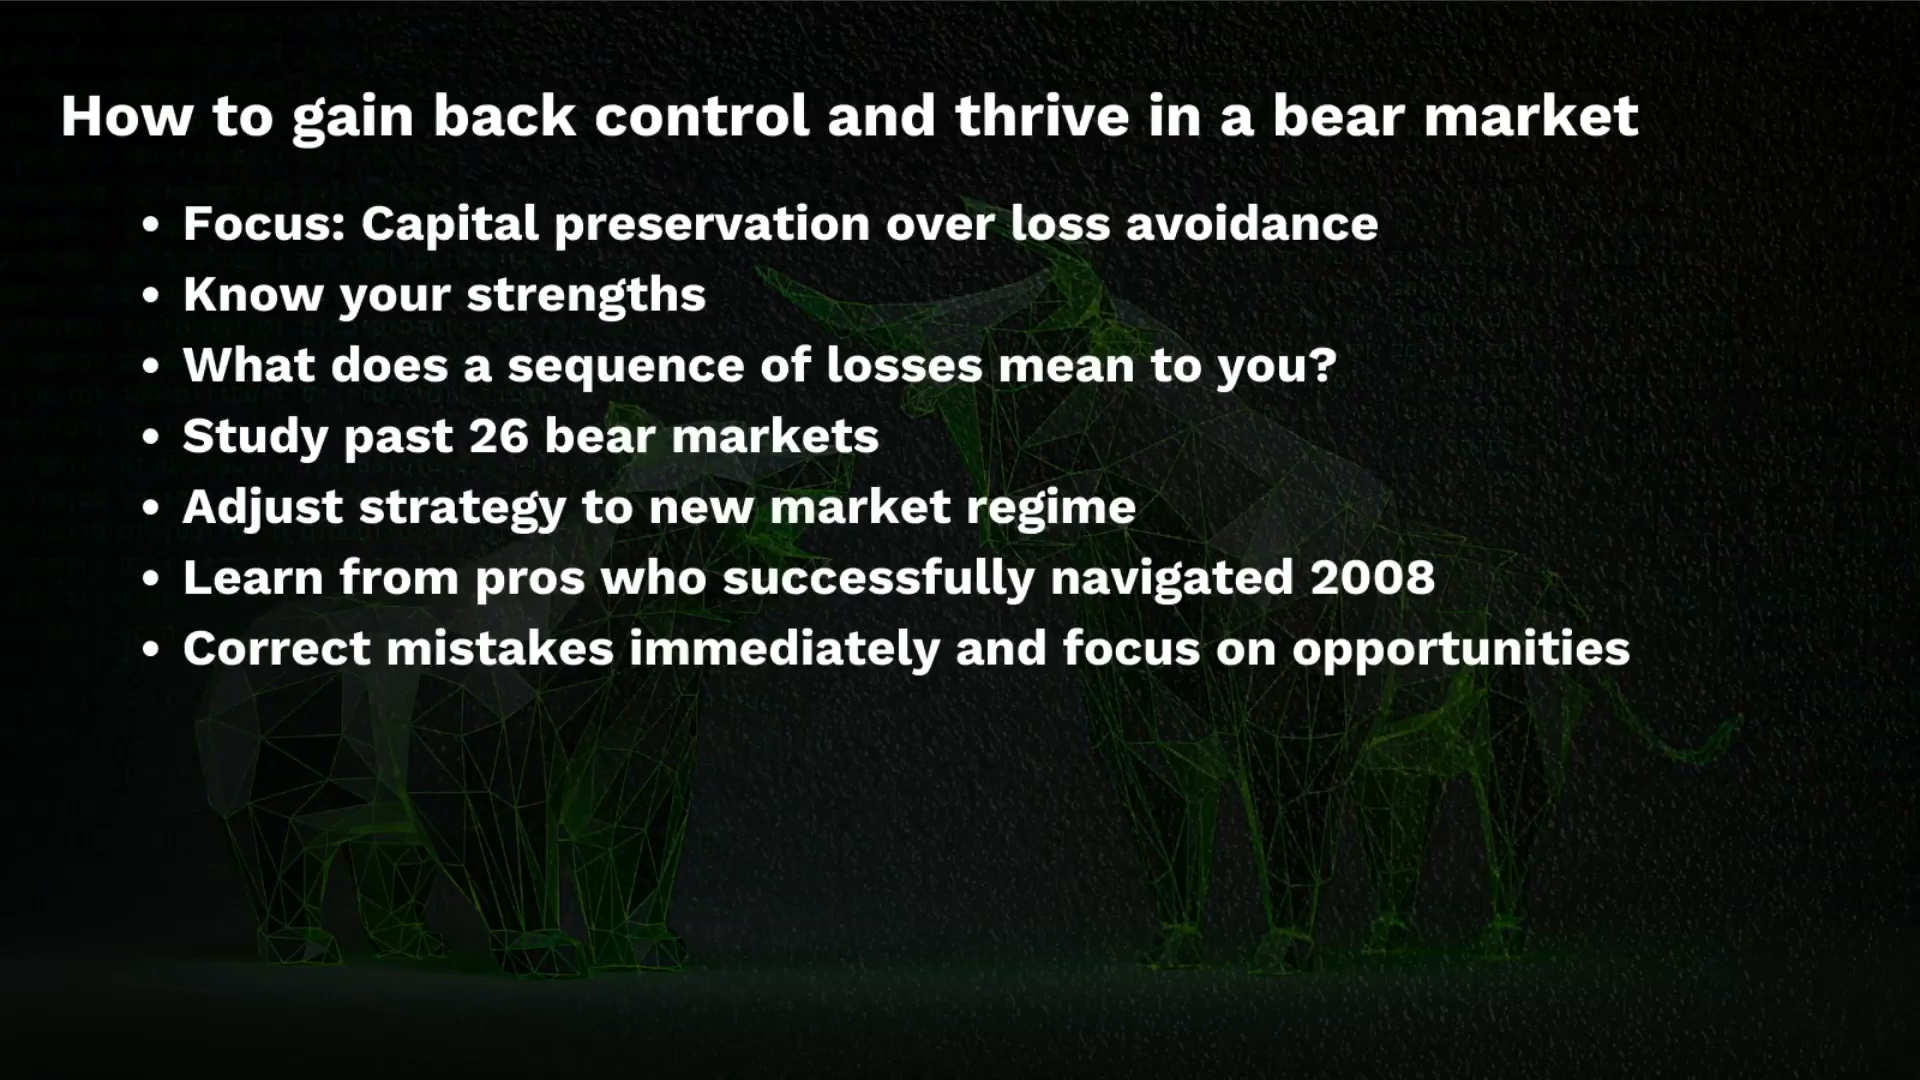 How to gain back control and thrive in a bear market
• Focus: Capital preservation over loss avoidance
• Know your strengths
• What does a sequence of losses mean to you?
• Study past 26 bear markets
• Adjust strategy to new market regime
• Learn from pros who successfully navigated 2008
• Correct mistakes immediately and focus on opportunities